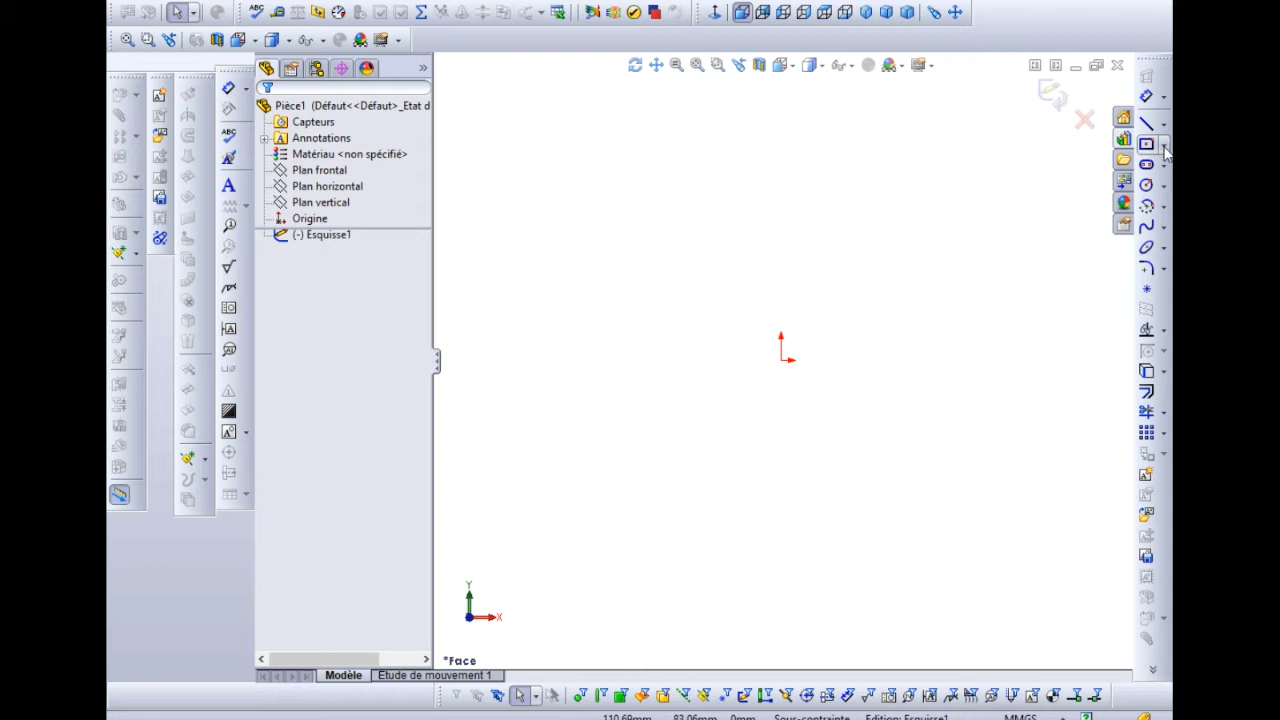 Pièce1 (Défaut<<Défaut>_Etat d
Capteurs
Annotations
Matériau <non spécifié>
Plan frontal
Plan horizontal
Plan vertical
Origine
(-) Esquisse1
Y
X
*Face
Modèle
Etude de mouvement 1
110.69mm 83.06mm 0mm Sous-contrainte Edition: Esquisse1 MMGS